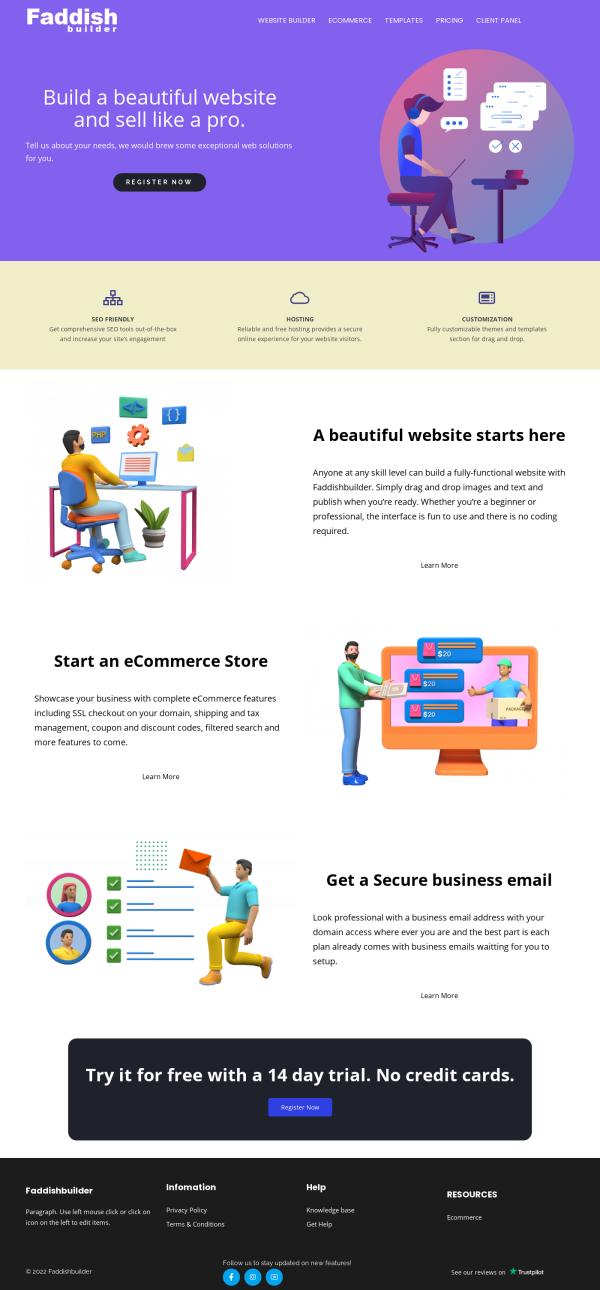 Faddish
builder
WEBSITE BUILDER ECOMMERCE TEMPLATES PRICING CLIENT PANEL
Build a beautiful website
and sell like a pro.
Tell us about your needs, we would brew some exceptional web solutions
for you.
REGISTER NOW
SEO FRIENDLY
Get comprehensive SEO tools out-of-the-box
and increase your site's engagement
HOSTING
Reliable and free hosting provides a secure
online experience for your website visitors.
CUSTOMIZATION
Fully customizable themes and templates
section for drag and drop.
</>
{ }
PHP
A beautiful website starts here
Anyone at any skill level can build a fully-functional website with
Faddishbuilder. Simply drag and drop images and text and
publish when you're ready. Whether you're a beginner or
professional, the interface is fun to use and there is no coding
required.
Learn More
Start an eCommerce Store
Showcase your business with complete eCommerce features
including SSL checkout on your domain, shipping and tax
management, coupon and discount codes, filtered search and
more features to come.
Learn More
$20
$20
$20
PACKAGE
Get a Secure business email
Look professional with a business email address with your
domain access where ever you are and the best part is each
plan already comes with business emails waitting for you to
setup.
Learn More
Try it for free with a 14 day trial. No credit cards.
Register Now
Faddishbuilder
Paragraph. Use left mouse click or click on
icon on the left to edit items.
Infomation
Privacy Policy
Terms & Conditions
Help
Knowledge base
Get Help
RESOURCES
Ecommerce
© 2022 Faddishbuilder
Follow us to stay updated on new features!
See our reviews on Trustpilot